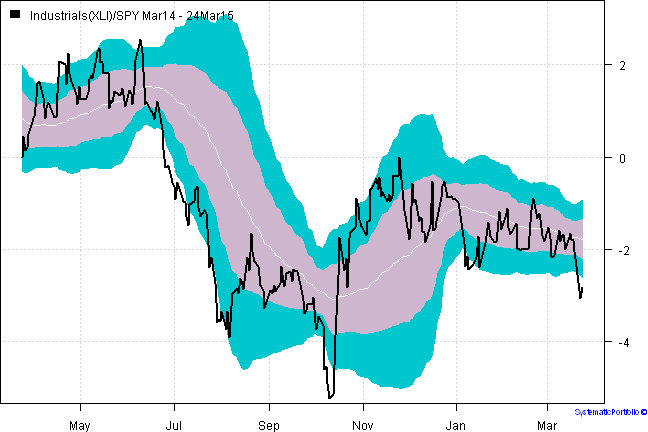 Industrials(XLI)/SPY Mar14 - 24Mar15
2
0
-2
-4
May Jul Sep Nov Jan Mar
SystematicPortfolio ©